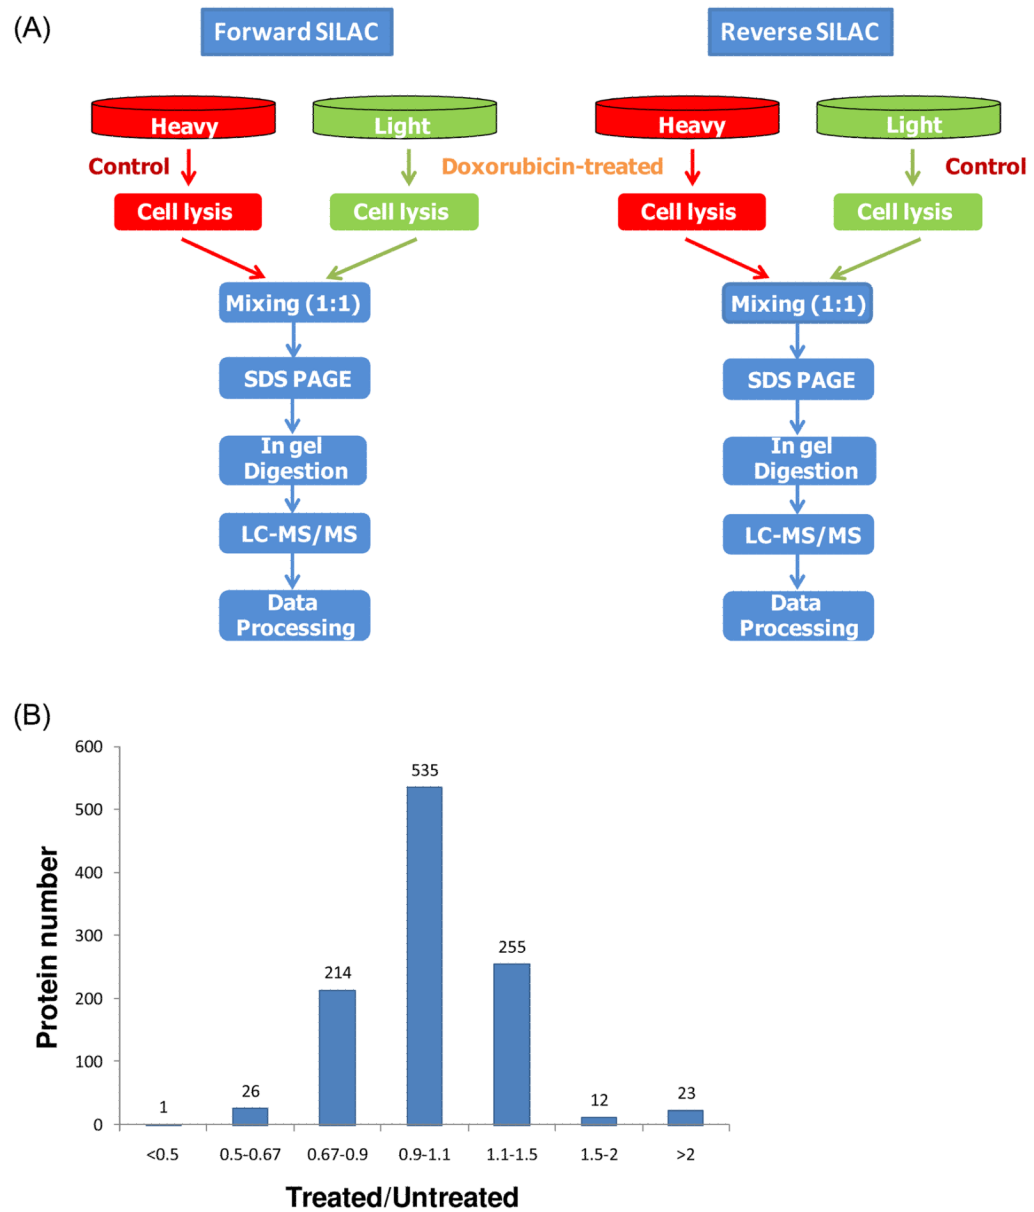 (A)
Forward SILAC
Reverse SILAC
Heavy
Light
Heavy
Light
Control
Doxorubicin-treated
Control
Cell lysis
Cell lysis
Cell lysis
Cell lysis
Mixing (1:1)
Mixing (1:1)
SDS PAGE
SDS PAGE
In gel
Digestion
In gel
Digestion
LC-MS/MS
LC-MS/MS
Data
Processing
Data
Processing
(B)
Protein number
600
500
400
300
200
100
0
1
26
214
535
255
12
23
<0.5
0.5-0.67
0.67-0.9
0.9-1.1
1.1-1.5
1.5-2
>2
Treated/Untreated